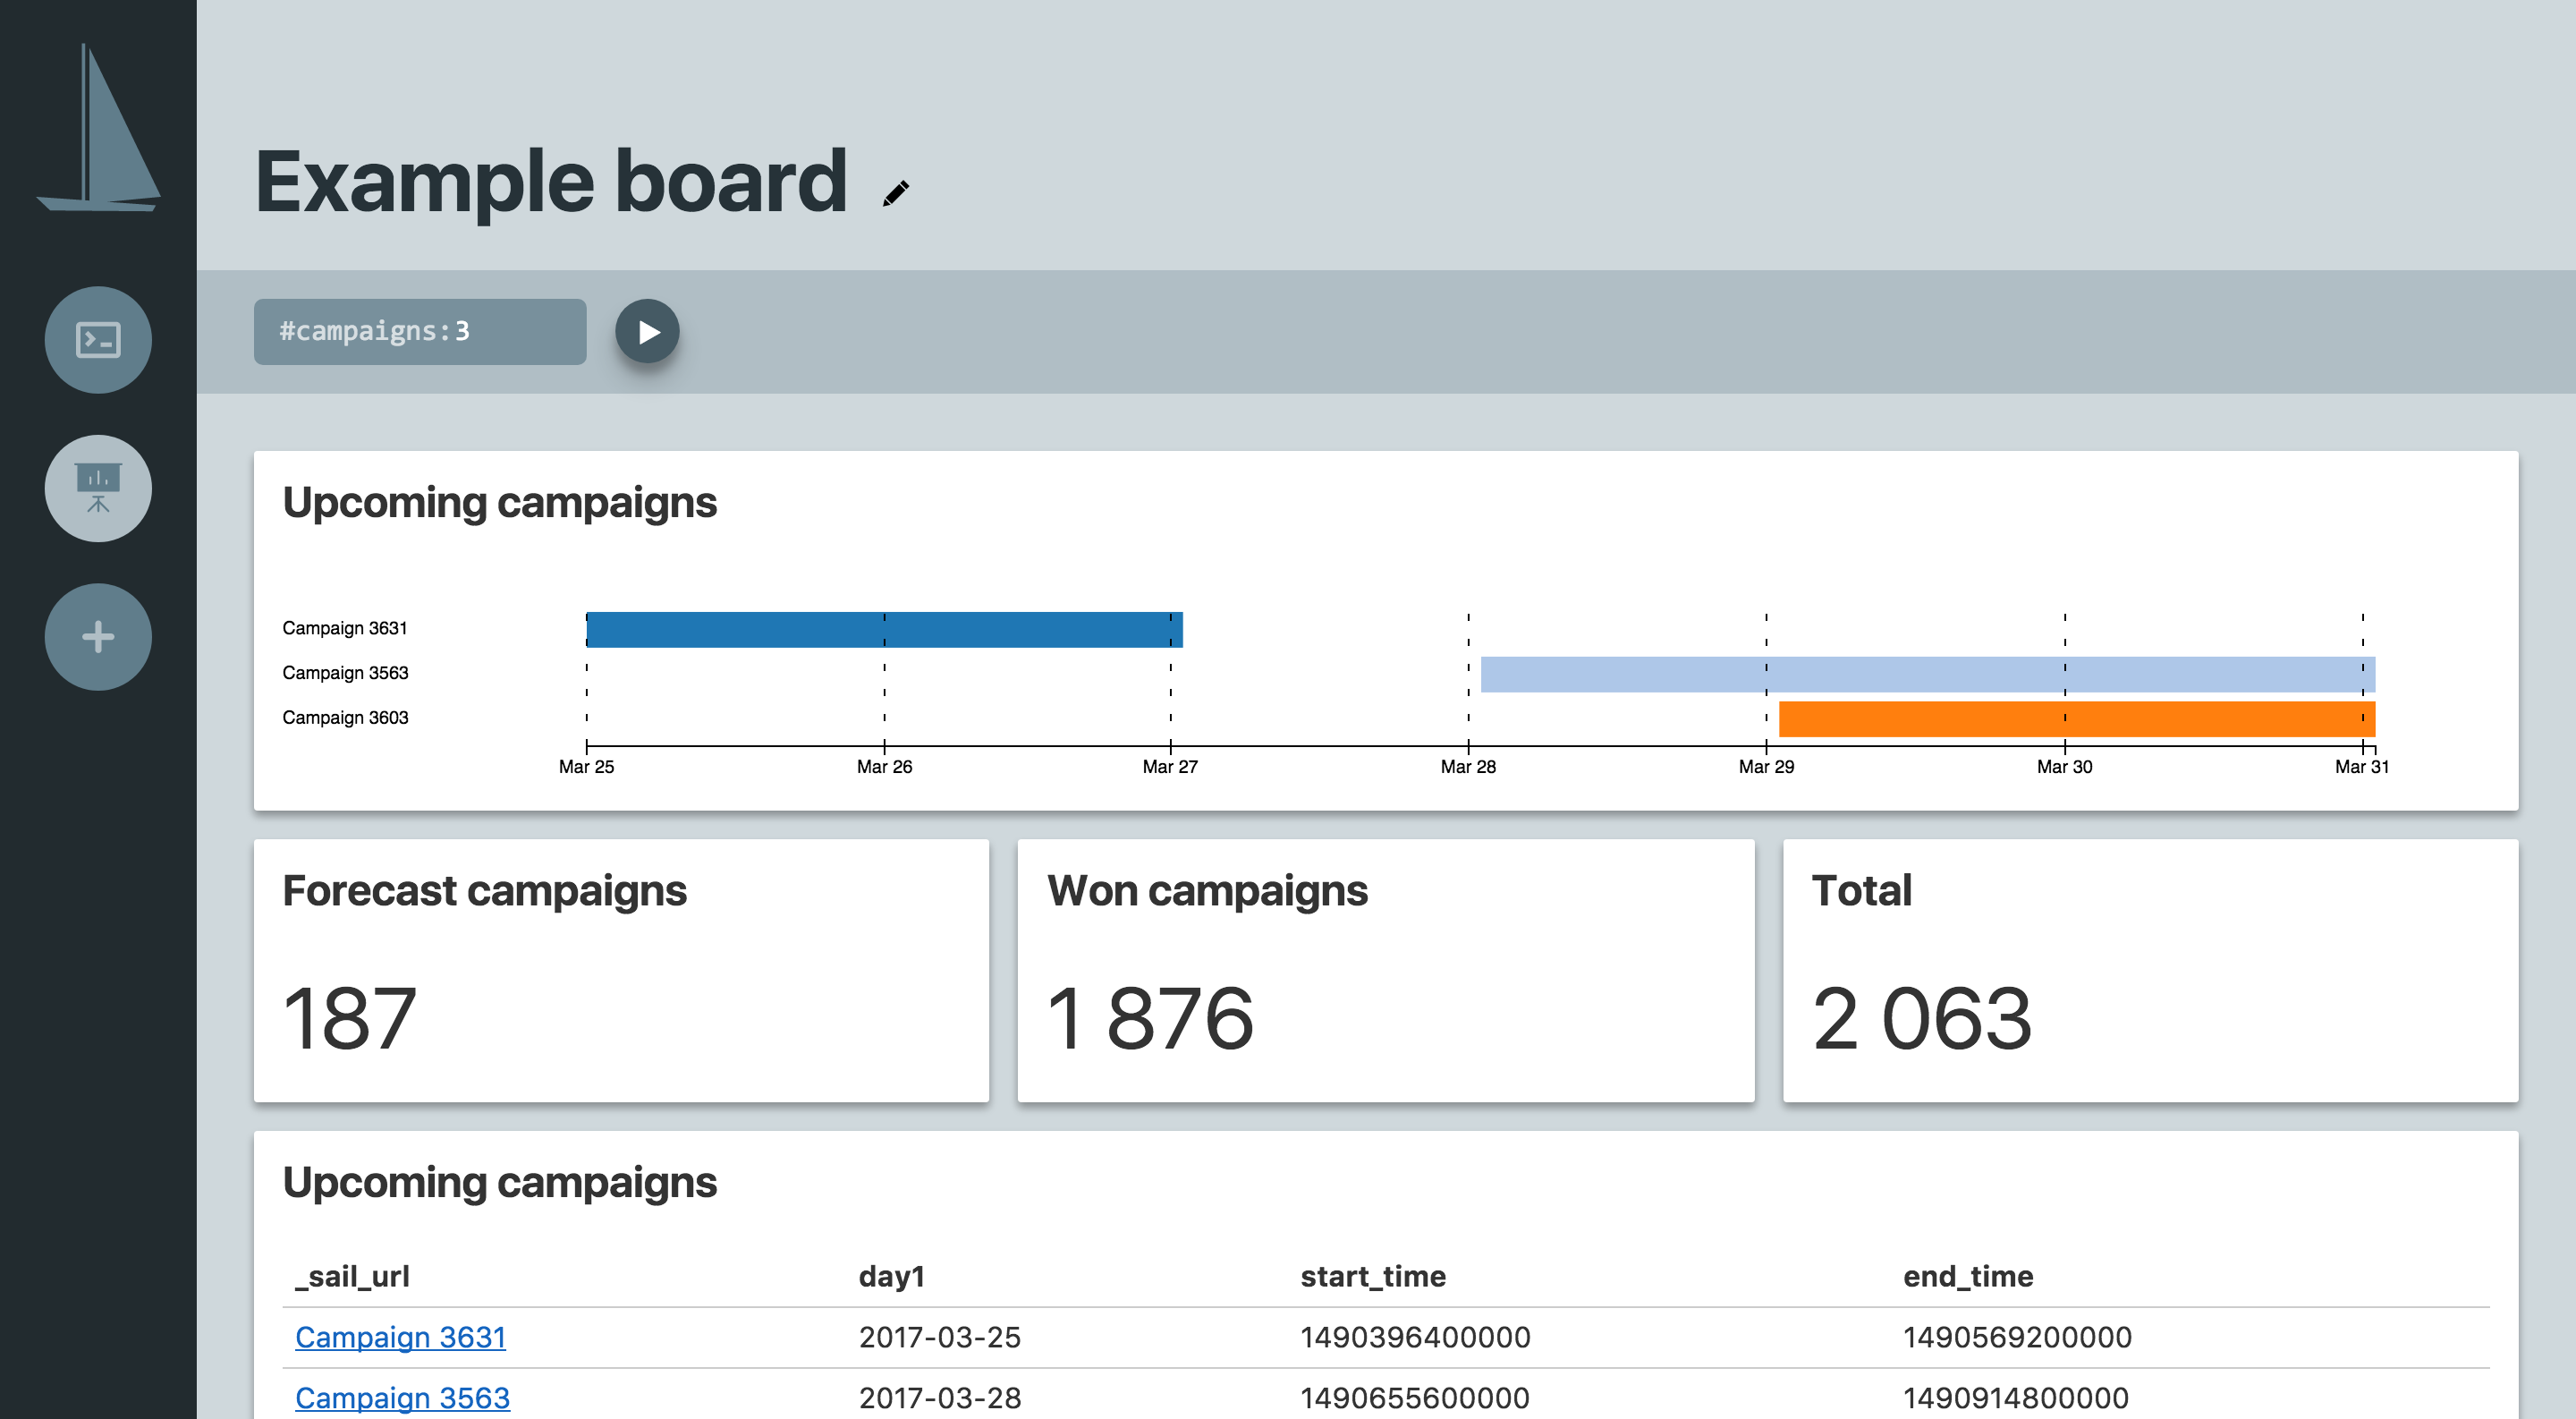 Example board
#campaigns:3
Upcoming campaigns
Campaign 3631
Campaign 3563
Campaign 3603
Mar 25 Mar 26 Mar 27 Mar 28 Mar 29 Mar 30 Mar 31
Forecast campaigns Won campaigns Total
187 1 876 2 063
Upcoming campaigns
_sail_url day1 start_time end_time
Campaign 3631 2017-03-25 1490396400000 1490569200000
Campaign 3563 2017-03-28 1490655600000 1490914800000